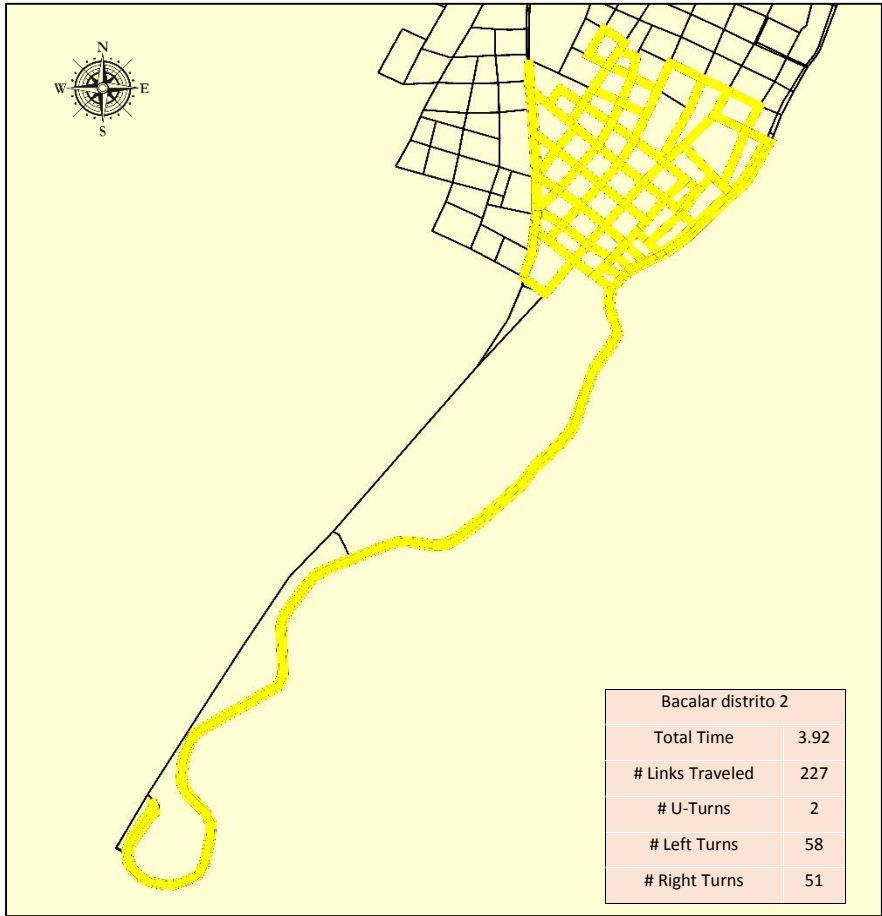 N
W E
S
Bacalar distrito 2
Total Time 3.92
# Links Traveled 227
# U-Turns 2
# Left Turns 58
# Right Turns 51